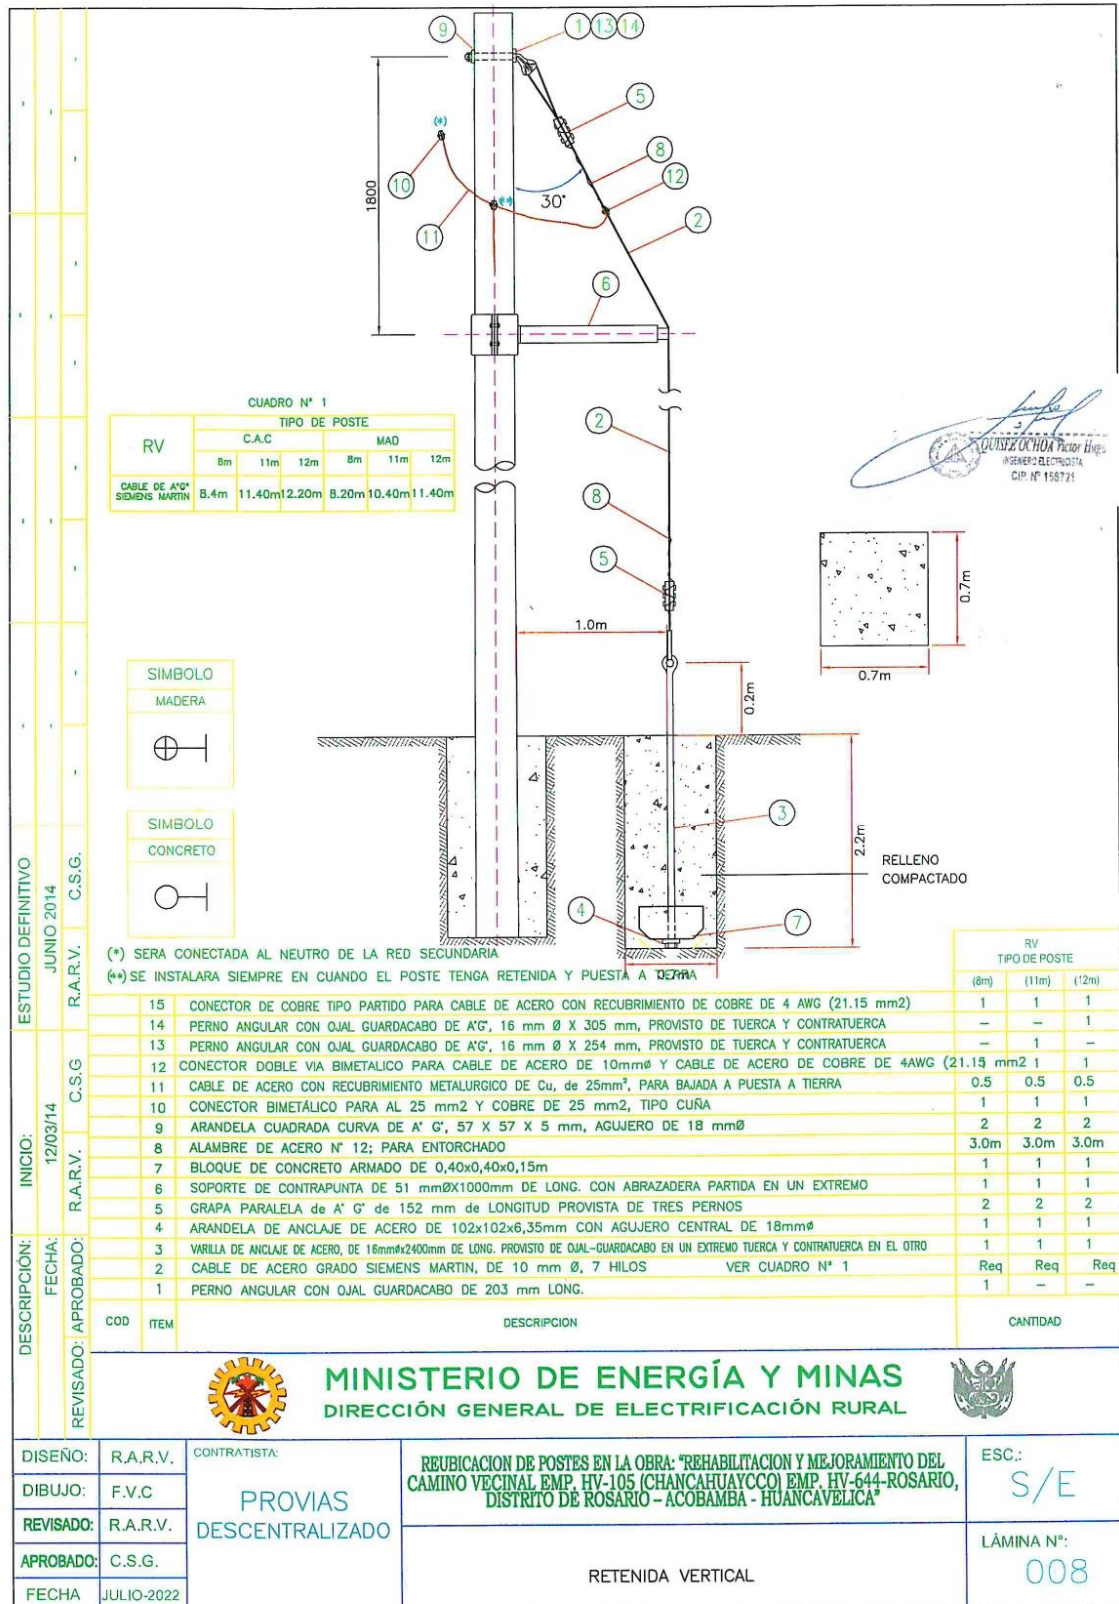 9
1 13 14
5
(*)
8
10
12
1800
(**)
30°
2
11
6
CUADRO N° 1
RV
TIPO DE POSTE
C.A.C
MAD
8m 11m 12m 8m 11m 12m
CABLE DE A°G°
SIEMENS MARTIN
8.4m 11.40m 12.20m 8.20m 10.40m 11.40m
2
QUISPE OCHOA Victor Hugo
INGENIERO ELECTRICISTA
CIP. N° 158721
8
5
0.7m
0.7m
1.0m
SIMBOLO
MADERA
0.2m
SIMBOLO
CONCRETO
3
2.2m
RELLENO
COMPACTADO
4
7
0.7m
(*) SERA CONECTADA AL NEUTRO DE LA RED SECUNDARIA
(**) SE INSTALARA SIEMPRE EN CUANDO EL POSTE TENGA RETENIDA Y PUESTA A TIERRA
RV
TIPO DE POSTE
(8m) (11m) (12m)
15 CONECTOR DE COBRE TIPO PARTIDO PARA CABLE DE ACERO CON RECUBRIMIENTO DE COBRE DE 4 AWG (21.15 mm2) 1 1 1
14 PERNO ANGULAR CON OJAL GUARDACABO DE A°G°, 16 mm Ø X 305 mm, PROVISTO DE TUERCA Y CONTRATUERCA – – 1
13 PERNO ANGULAR CON OJAL GUARDACABO DE A°G°, 16 mm Ø X 254 mm, PROVISTO DE TUERCA Y CONTRATUERCA – 1 –
12 CONECTOR DOBLE VIA BIMETALICO PARA CABLE DE ACERO DE 10mmø Y CABLE DE ACERO DE COBRE DE 4AWG (21.15 mm2 1 1
11 CABLE DE ACERO CON RECUBRIMIENTO METALURGICO DE Cu, de 25mm², PARA BAJADA A PUESTA A TIERRA 0.5 0.5 0.5
10 CONECTOR BIMETÁLICO PARA AL 25 mm2 Y COBRE DE 25 mm2, TIPO CUÑA 1 1 1
9 ARANDELA CUADRADA CURVA DE A° G°, 57 X 57 X 5 mm, AGUJERO DE 18 mmØ 2 2 2
8 ALAMBRE DE ACERO N° 12; PARA ENTORCHADO 3.0m 3.0m 3.0m
7 BLOQUE DE CONCRETO ARMADO DE 0,40x0,40x0,15m 1 1 1
6 SOPORTE DE CONTRAPUNTA DE 51 mmØX1000mm DE LONG. CON ABRAZADERA PARTIDA EN UN EXTREMO 1 1 1
5 GRAPA PARALELA de A° G° de 152 mm de LONGITUD PROVISTA DE TRES PERNOS 2 2 2
4 ARANDELA DE ANCLAJE DE ACERO DE 102x102x6,35mm CON AGUJERO CENTRAL DE 18mmø 1 1 1
3 VARILLA DE ANCLAJE DE ACERO, DE 16mmøx2400mm DE LONG. PROVISTO DE OJAL-GUARDACABO EN UN EXTREMO TUERCA Y CONTRATUERCA EN EL OTRO 1 1 1
2 CABLE DE ACERO GRADO SIEMENS MARTIN, DE 10 mm Ø, 7 HILOS VER CUADRO N° 1 Req Req Req
1 PERNO ANGULAR CON OJAL GUARDACABO DE 203 mm LONG. 1 – –
COD ITEM DESCRIPCION CANTIDAD
DESCRIPCIÓN: INICIO: ESTUDIO DEFINITIVO
FECHA: 12/03/14 JUNIO 2014
REVISADO: APROBADO: R.A.R.V. C.S.G R.A.R.V. C.S.G.
MINISTERIO DE ENERGÍA Y MINAS
DIRECCIÓN GENERAL DE ELECTRIFICACIÓN RURAL
DISEÑO: R.A.R.V.
DIBUJO: F.V.C
REVISADO: R.A.R.V.
APROBADO: C.S.G.
FECHA JULIO-2022
CONTRATISTA:
PROVIAS
DESCENTRALIZADO
REUBICACION DE POSTES EN LA OBRA: "REHABILITACION Y MEJORAMIENTO DEL
CAMINO VECINAL EMP. HV-105 (CHANCAHUAYCCO) EMP. HV-644-ROSARIO,
DISTRITO DE ROSARIO – ACOBAMBA - HUANCAVELICA"
RETENIDA VERTICAL
ESC.:
S/E
LÁMINA N°:
008